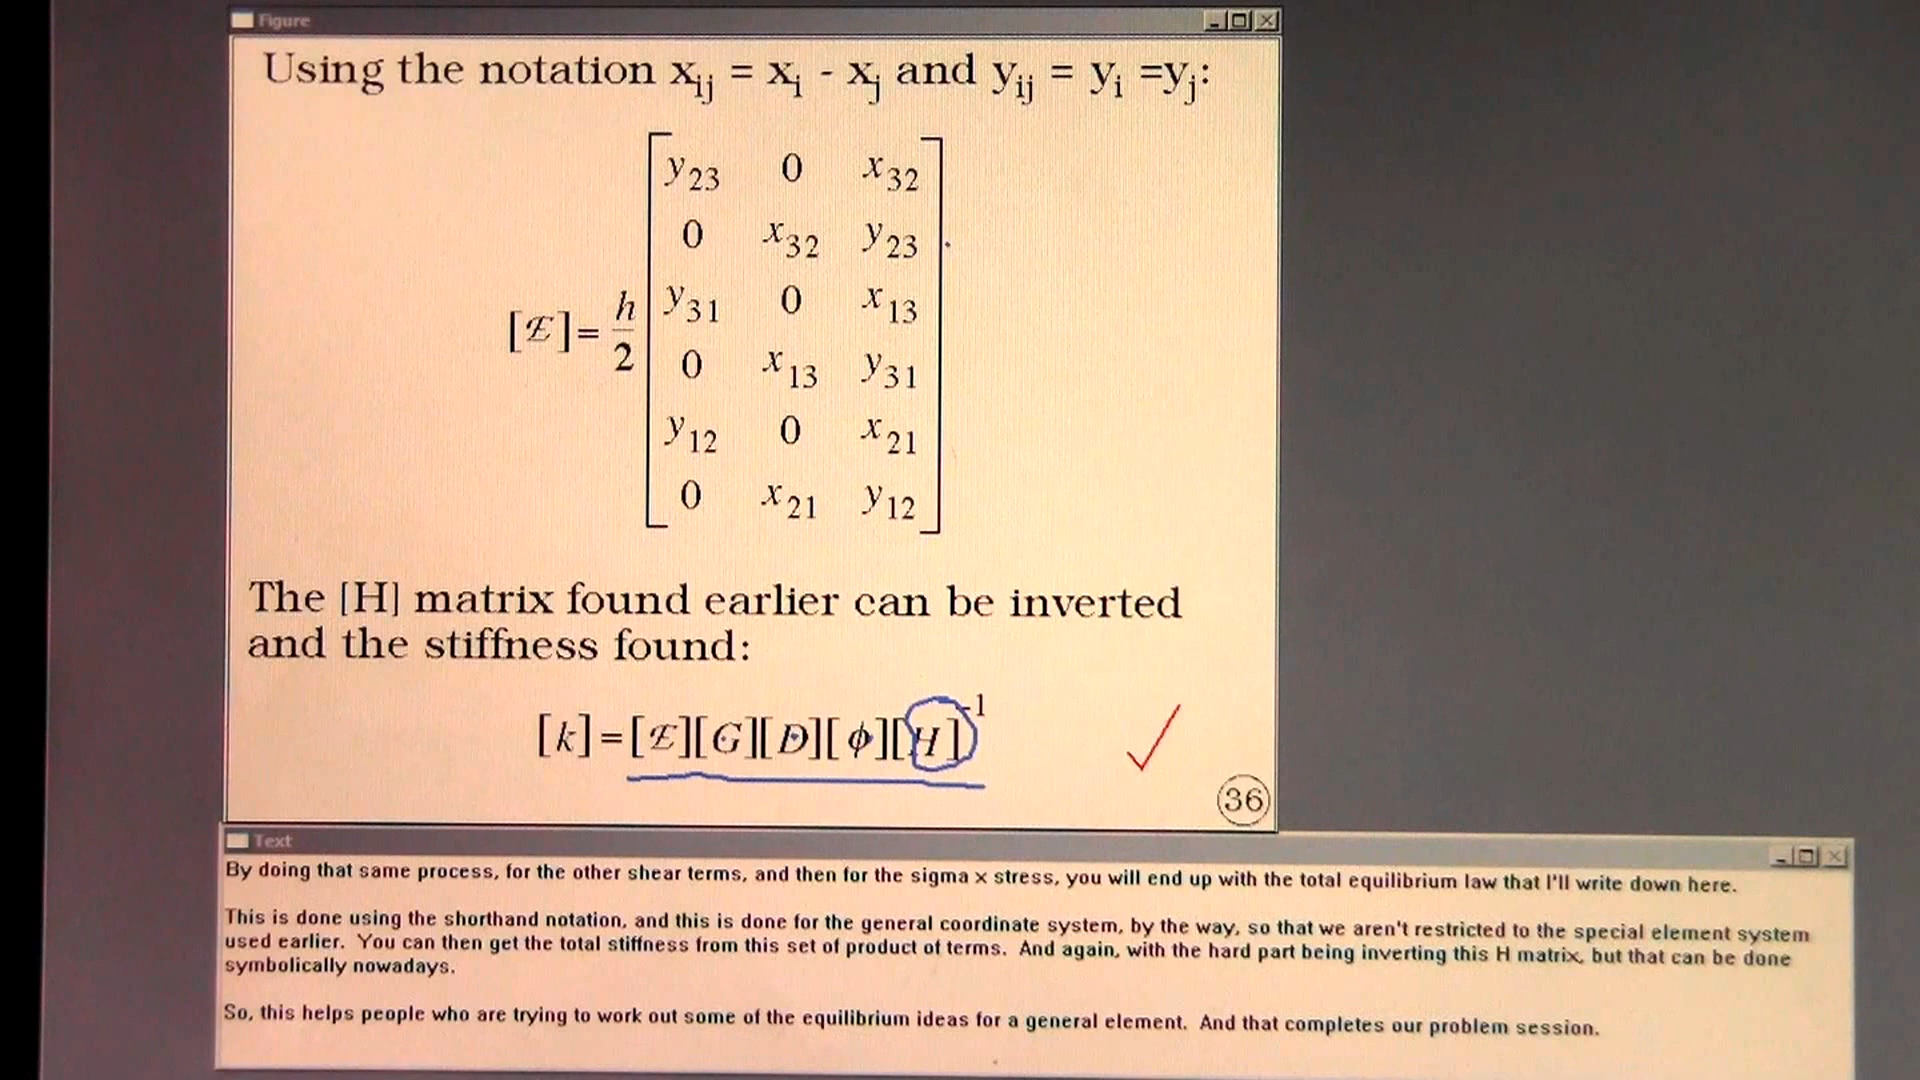 Figure
Using the notation xij = xi - xj and yij = yi =yj:
y23 0 x32
0 x32 y23
y31 0 x13
[Æ]= h/2
0 x13 y31
y12 0 x21
0 x21 y12
The [H] matrix found earlier can be inverted
and the stiffness found:
[k]=[Æ][G][D][ϕ][H]-1
36
Text
By doing that same process, for the other shear terms, and then for the sigma x stress, you will end up with the total equilibrium law that I'll write down here.
This is done using the shorthand notation, and this is done for the general coordinate system, by the way, so that we aren't restricted to the special element system
used earlier. You can then get the total stiffness from this set of product of terms. And again, with the hard part being inverting this H matrix, but that can be done
symbolically nowadays.
So, this helps people who are trying to work out some of the equilibrium ideas for a general element. And that completes our problem session.